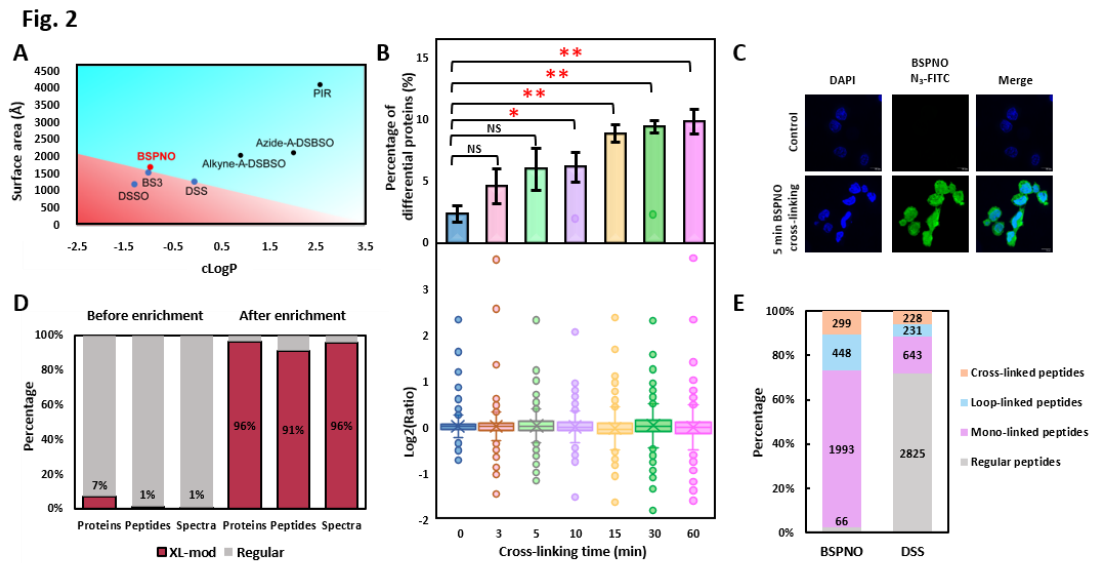 Fig. 2
A
Surface area (Å)
4500
4000
3500
3000
2500
2000
1500
1000
500
0
PIR
Azide-A-DSBSO
Alkyne-A-DSBSO
BSPNO
BS3
DSSO
DSS
-2.5
-1.5
-0.5
0.5
1.5
2.5
3.5
cLogP
B
Percentage of
differential proteins (%)
15
10
5
0
**
**
**
*
NS
NS
Log2(Ratio)
3
2
1
0
-1
-2
0
3
5
10
15
30
60
Cross-linking time (min)
C
BSPNO
DAPI
N3-FITC
Merge
Control
5 min BSPNO
cross-linking
D
Before enrichment
After enrichment
Percentage
100%
80%
60%
40%
20%
0%
7%
1%
1%
96%
91%
96%
Proteins Peptides Spectra Proteins Peptides Spectra
XL-mod
Regular
E
Percentage
100%
80%
60%
40%
20%
0%
299
448
1993
66
228
231
643
2825
BSPNO
DSS
Cross-linked peptides
Loop-linked peptides
Mono-linked peptides
Regular peptides